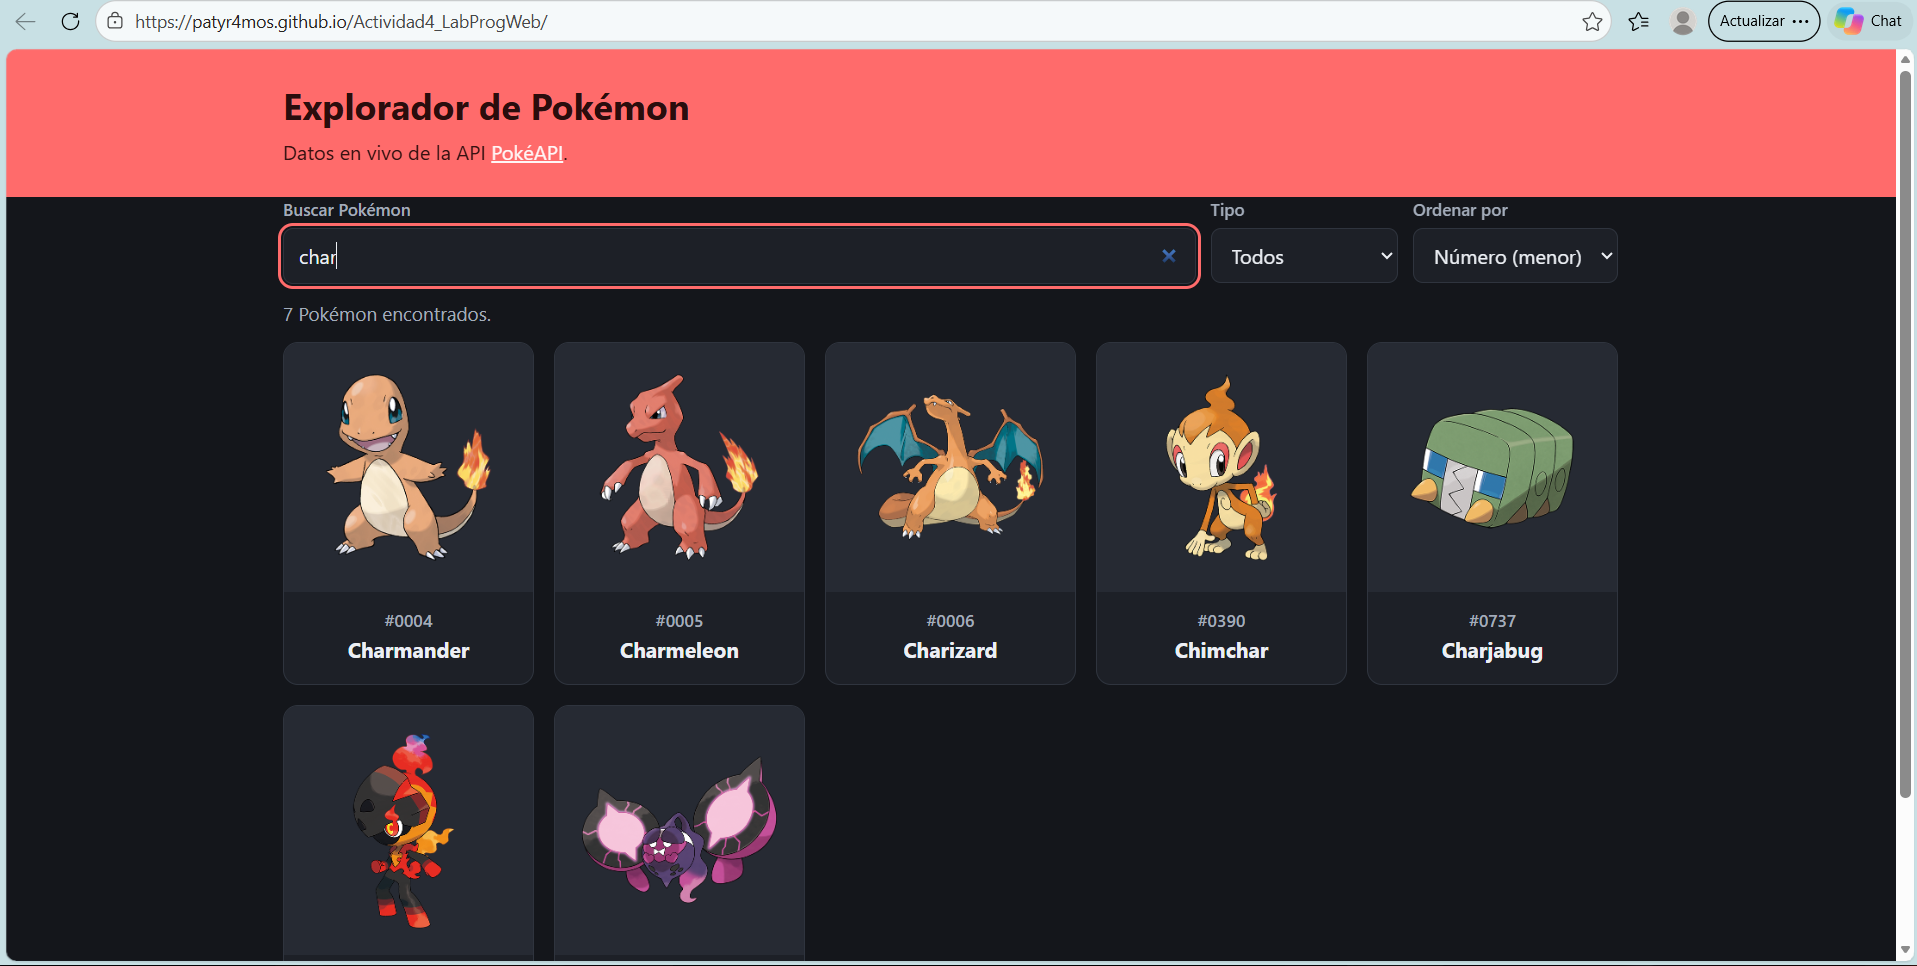 https://patyr4mos.github.io/Actividad4_LabProgWeb/
Actualizar ···
Chat
Explorador de Pokémon
Datos en vivo de la API PokéAPI.
Buscar Pokémon
Tipo
Ordenar por
char
Todos
Número (menor)
7 Pokémon encontrados.
#0004
#0005
#0006
#0390
#0737
Charmander
Charmeleon
Charizard
Chimchar
Charjabug